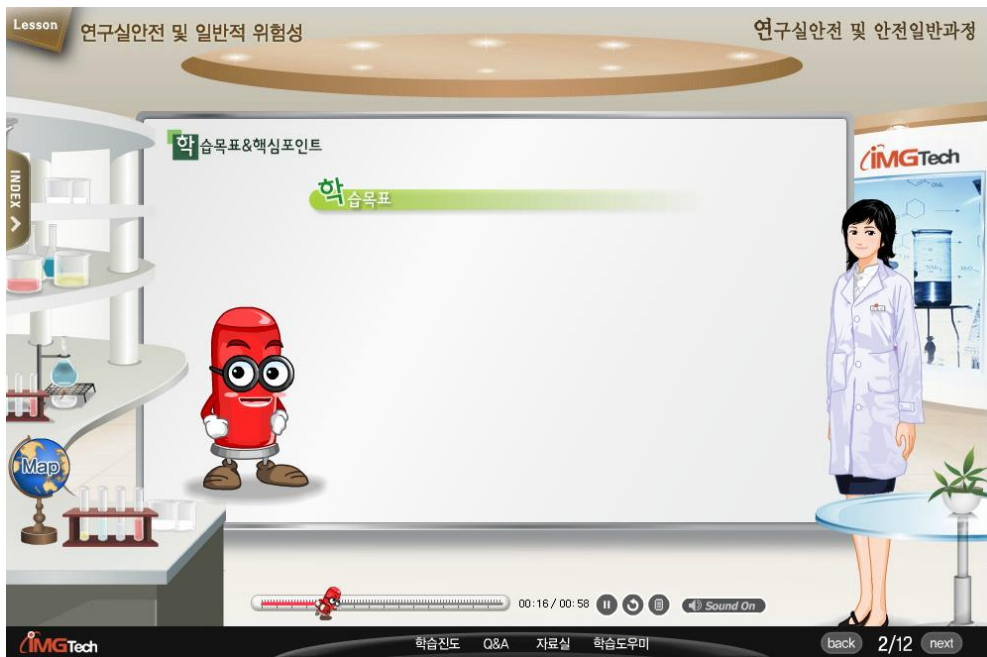 Lesson
연구실안전 및 일반적 위험성
연구실안전 및 안전일반과정
학습목표&핵심포인트
학습목표
INDEX
iMGTech
Map
00:16 / 00:58
Sound On
iMGTech
학습진도 Q&A 자료실 학습도우미
back 2/12 next